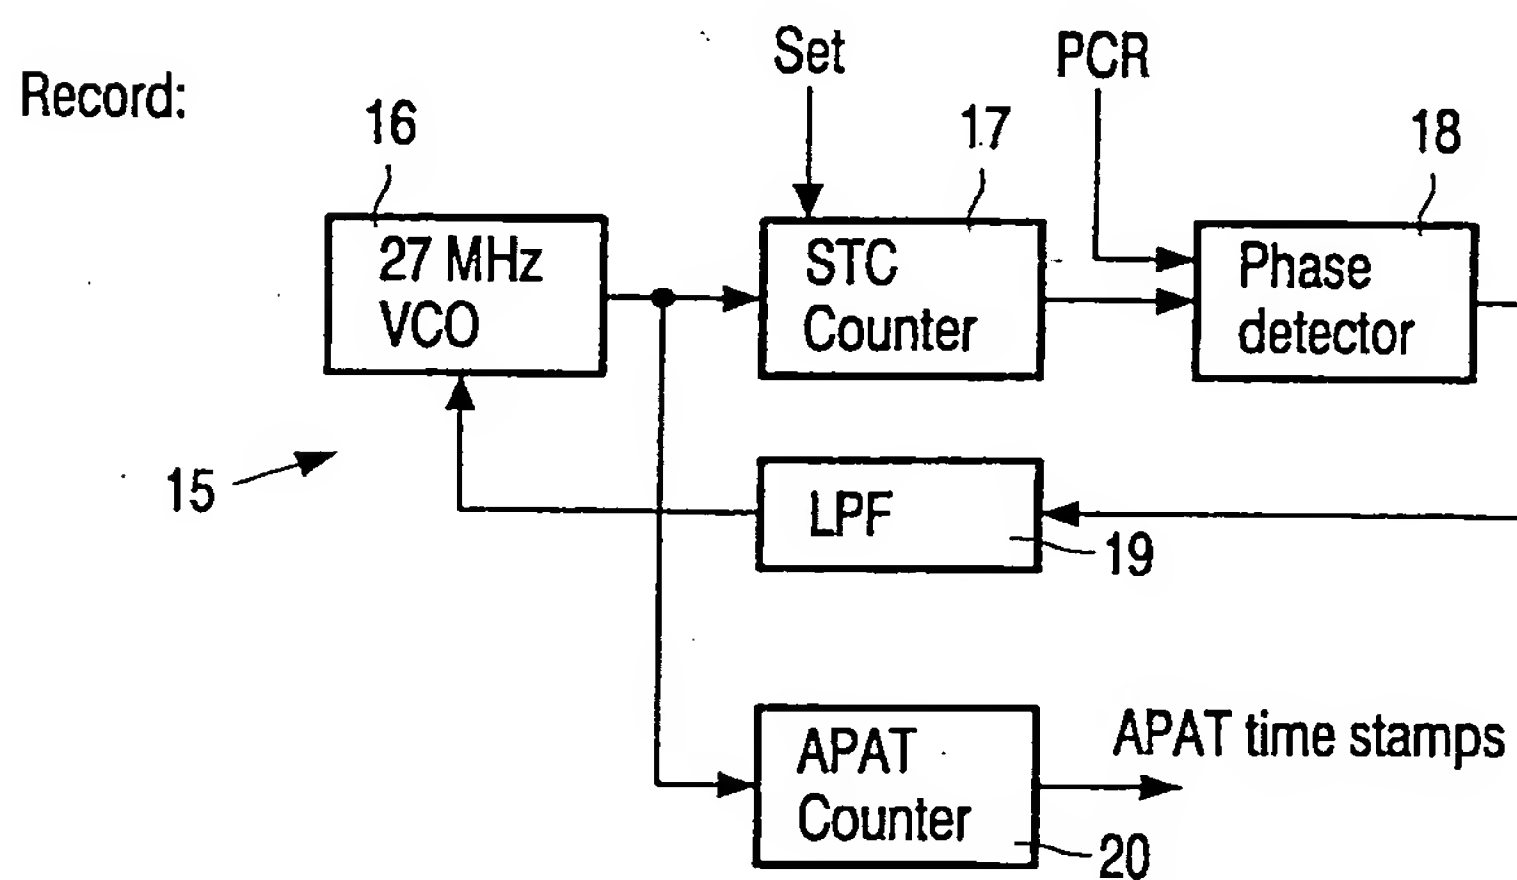 Record:
Set
PCR
16
17
18
27 MHz
VCO
STC
Counter
Phase
detector
15
LPF
19
APAT
Counter
APAT time stamps
20